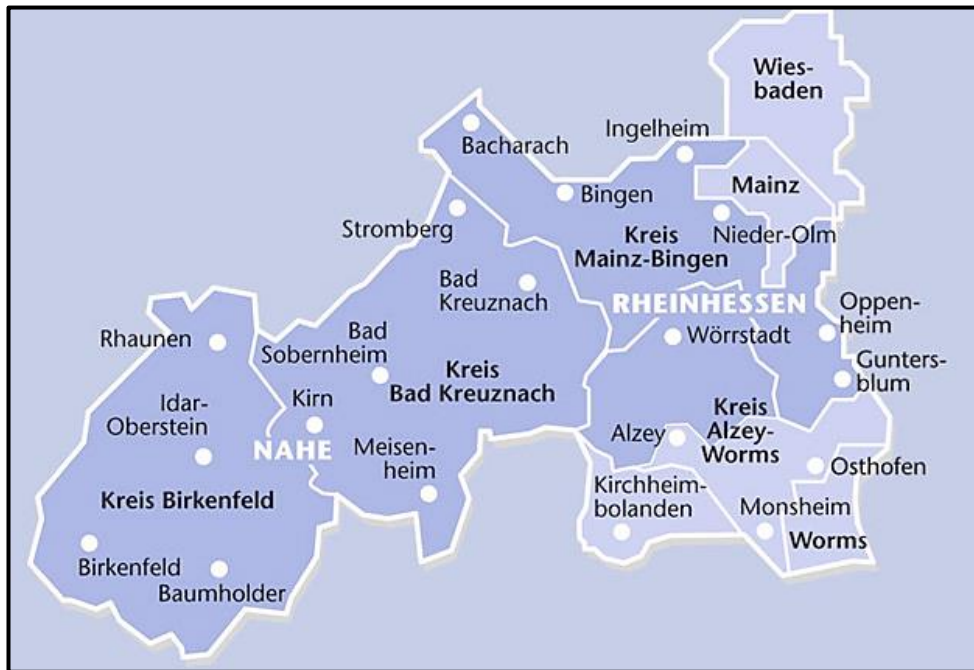 Wies-
baden
Ingelheim
Bacharach
Mainz
Bingen
Stromberg
Kreis
Mainz-Bingen
Nieder-Olm
Bad
Kreuznach
RHEINHESSEN
Oppen-
heim
Rhaunen
Bad
Sobernheim
Wörrstadt
Gunters-
blum
Kreis
Bad Kreuznach
Idar-
Oberstein
Kirn
Kreis
Alzey-
Worms
NAHE
Meisen-
heim
Alzey
Osthofen
Kirchheim-
bolanden
Kreis Birkenfeld
Monsheim
Worms
Birkenfeld
Baumholder